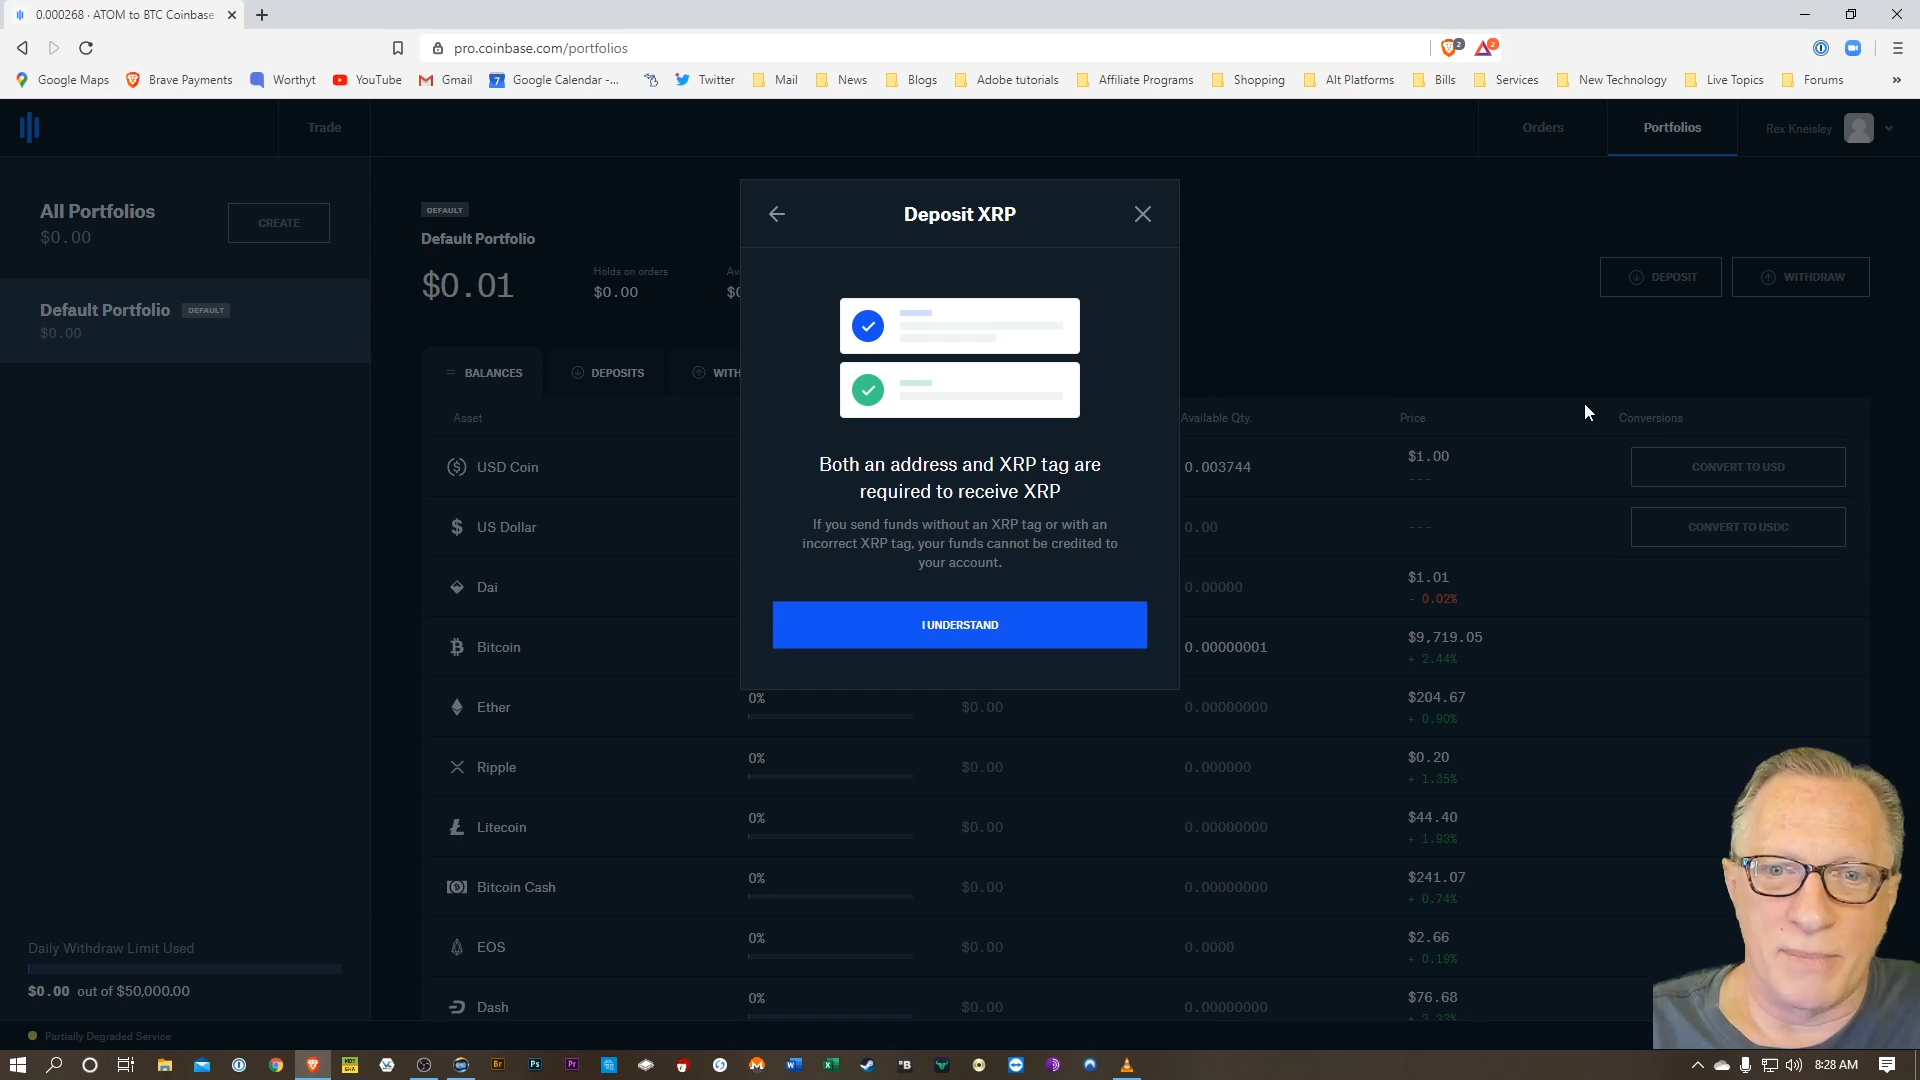 0.000268 · ATOM to BTC Coinbase
pro.coinbase.com/portfolios
2
2
Google Maps
Brave Payments
Worthyt
YouTube
Gmail
7
Google Calendar -...
Twitter
Mail
News
Blogs
Adobe tutorials
Affiliate Programs
Shopping
Alt Platforms
Bills
Services
New Technology
Live Topics
Forums
»
Trade
Orders
Portfolios
Rex Kneisley
All Portfolios
$0.00
CREATE
Default Portfolio DEFAULT
$0.00
Daily Withdraw Limit Used
$0.00 out of $50,000.00
Partially Degraded Service
DEFAULT
Default Portfolio
$0.01
Holds on orders
$0.00
DEPOSIT
WITHDRAW
BALANCES
DEPOSITS
WITH
Asset
Available Qty.
Price
Conversions
USD Coin
0.003744
$1.00
---
CONVERT TO USD
US Dollar
0.00
---
CONVERT TO USDC
Dai
0.00000
$1.01
- 0.02%
Bitcoin
0.00000001
$9,719.05
+ 2.44%
Ether
0%
$0.00
0.00000000
$204.67
+ 0.90%
Ripple
0%
$0.00
0.000000
$0.20
+ 1.35%
Litecoin
0%
$0.00
0.00000000
$44.40
+ 1.93%
Bitcoin Cash
0%
$0.00
0.00000000
$241.07
+ 0.74%
EOS
0%
$0.00
0.0000
$2.66
+ 0.19%
Dash
0%
$0.00
0.00000000
$76.68
+ 3.33%
Deposit XRP
Both an address and XRP tag are
required to receive XRP
If you send funds without an XRP tag or with an
incorrect XRP tag, your funds cannot be credited to
your account.
I UNDERSTAND
Br
Ps
Pr
8:28 AM